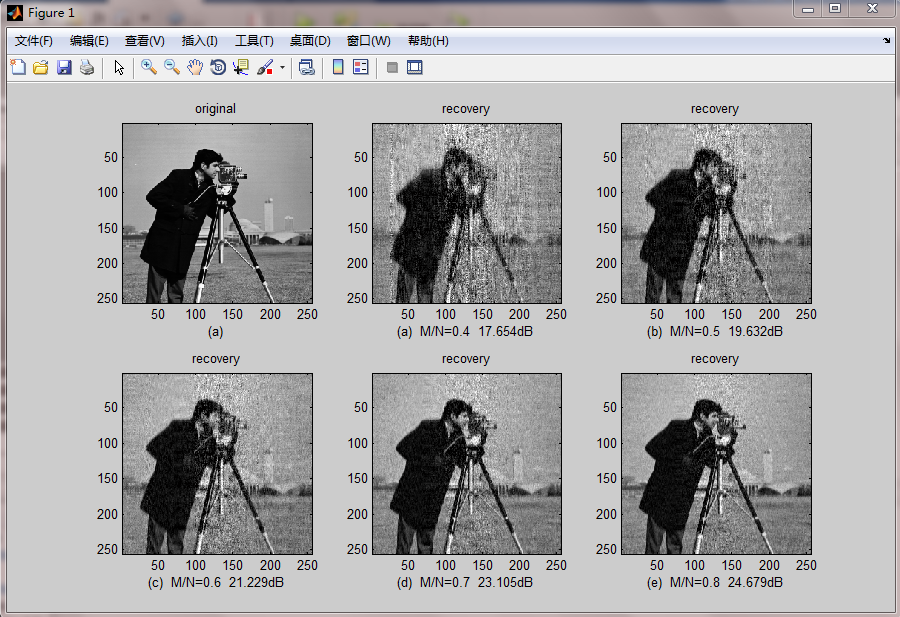 Figure 1
文件(F) 编辑(E) 查看(V) 插入(I) 工具(T) 桌面(D) 窗口(W) 帮助(H)
original
50
100
150
200
250
50 100 150 200 250
(a)
recovery
50
100
150
200
250
50 100 150 200 250
(a) M/N=0.4 17.654dB
recovery
50
100
150
200
250
50 100 150 200 250
(b) M/N=0.5 19.632dB
recovery
50
100
150
200
250
50 100 150 200 250
(c) M/N=0.6 21.229dB
recovery
50
100
150
200
250
50 100 150 200 250
(d) M/N=0.7 23.105dB
recovery
50
100
150
200
250
50 100 150 200 250
(e) M/N=0.8 24.679dB